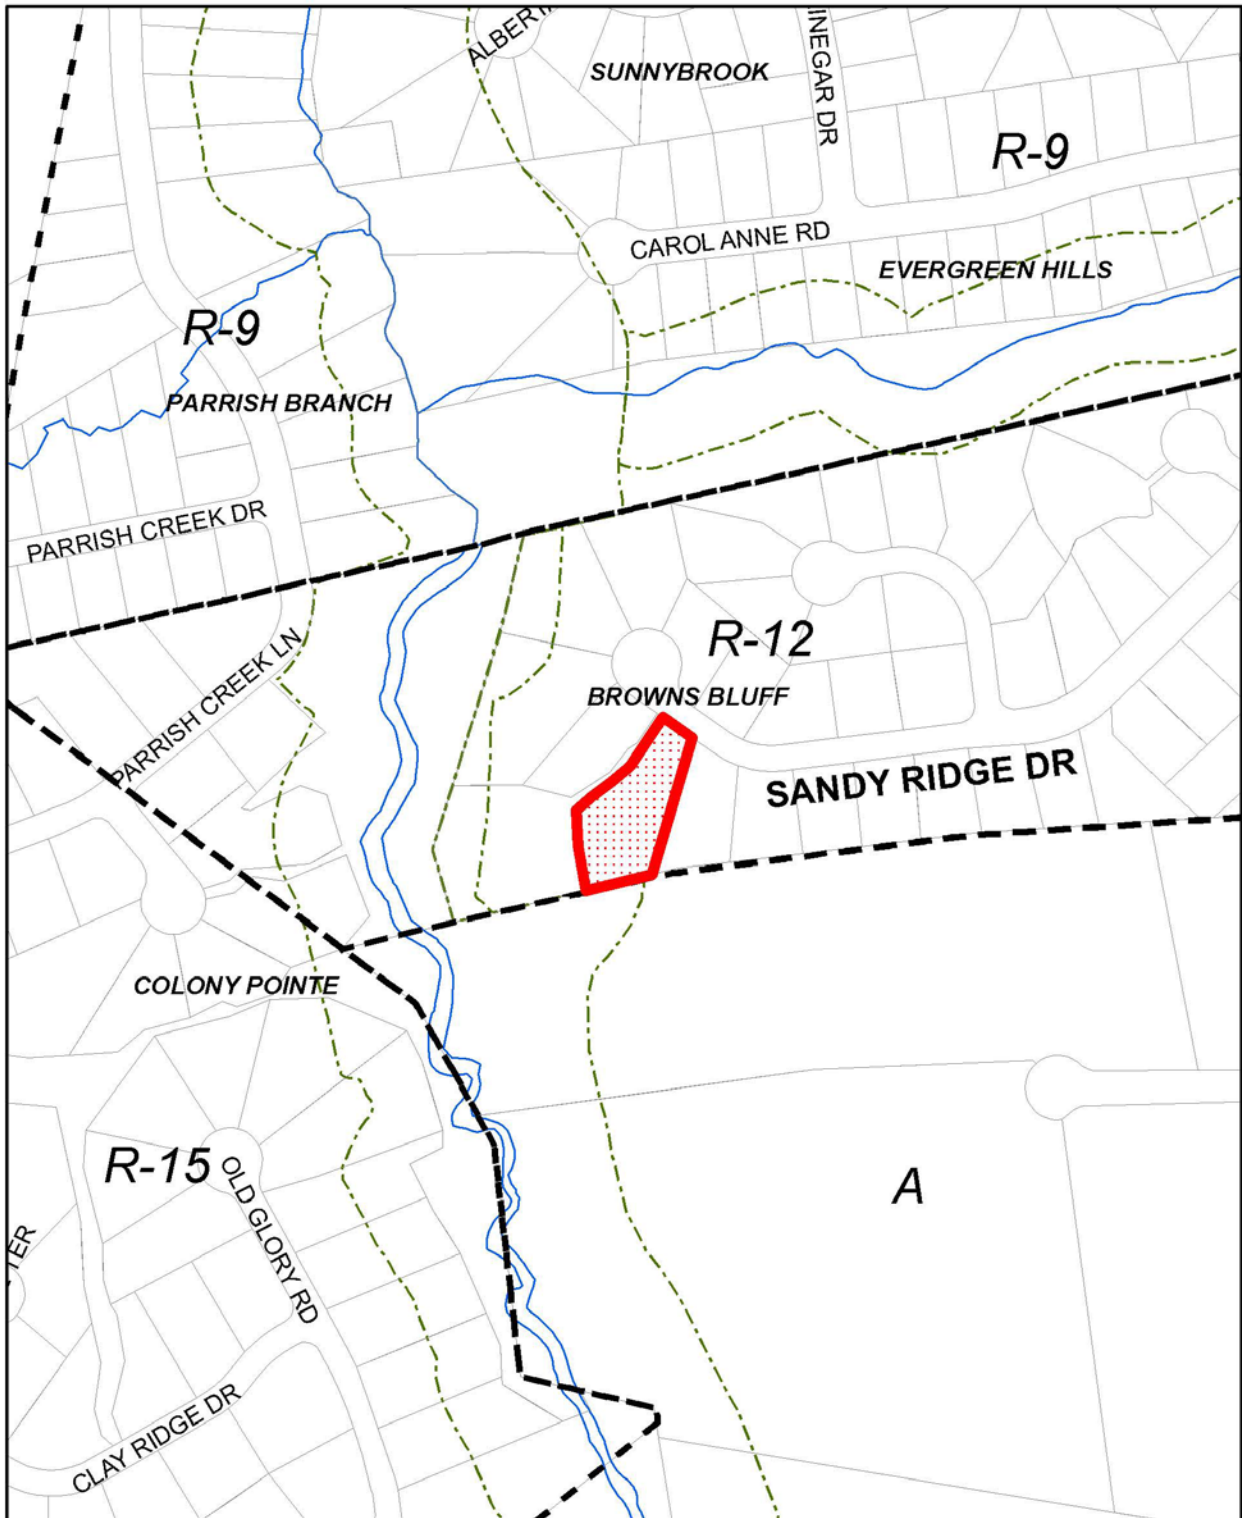 SUNNYBROOK
R-9
CAROL ANNE RD
EVERGREEN HILLS
R-9
PARRISH BRANCH
PARRISH CREEK DR
R-12
PARRISH CREEK LN
BROWNS BLUFF
SANDY RIDGE DR
COLONY POINTE
R-15
OLD GLORY RD
A
CLAY RIDGE DR